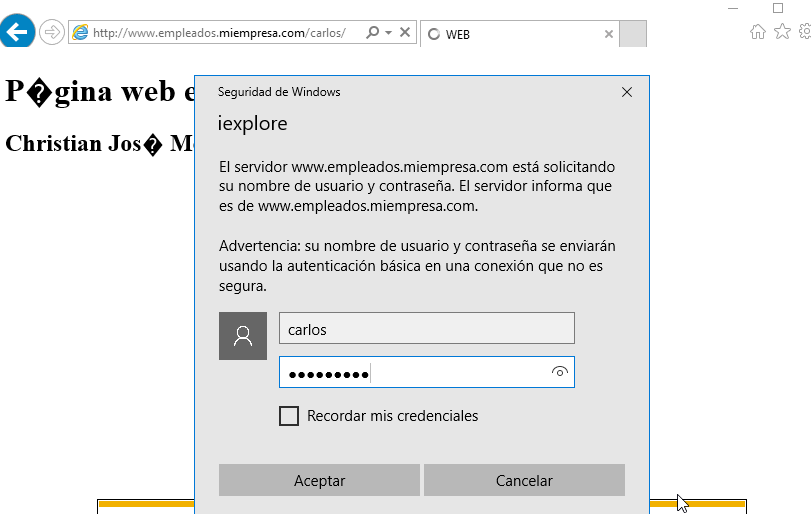 http://www.empleados.miempresa.com/carlos/
WEB
P�gina web e
Christian Jos� M
Seguridad de Windows
iexplore
El servidor www.empleados.miempresa.com está solicitando
su nombre de usuario y contraseña. El servidor informa que
es de www.empleados.miempresa.com.
Advertencia: su nombre de usuario y contraseña se enviarán
usando la autenticación básica en una conexión que no es
segura.
carlos
●●●●●●●●●
Recordar mis credenciales
Aceptar
Cancelar